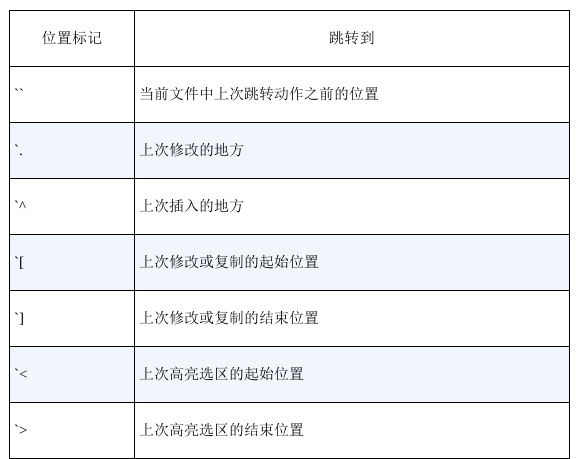 位置标记 跳转到
`` 当前文件中上次跳转动作之前的位置
`. 上次修改的地方
`^ 上次插入的地方
`[ 上次修改或复制的起始位置
`] 上次修改或复制的结束位置
`< 上次高亮选区的起始位置
`> 上次高亮选区的结束位置